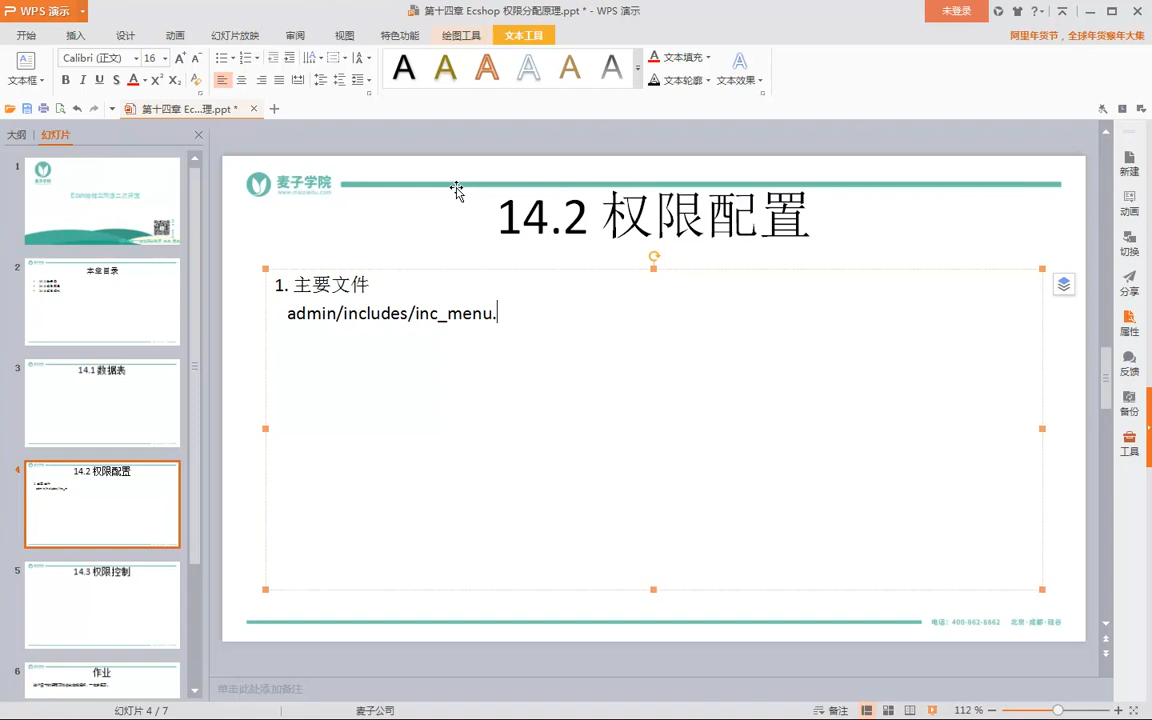 WPS 演示
第十四章 Ecshop 权限分配原理.ppt * - WPS 演示
未登录
开始 插入 设计 动画 幻灯片放映 审阅 视图 特色功能 绘图工具 文本工具
阿里年货节，全球年货汇年大集
文本框
Calibri (正文) 16
文本填充
文本轮廓
文本效果
第十四章 Ec...理.ppt *
大纲 幻灯片
1
2
本章目录
3
14.1 数据表
4
14.2 权限配置
5
14.3 权限控制
6
作业
麦子学院
www.maiziedu.com
14.2 权限配置
1. 主要文件
admin/includes/inc_menu.
电话：400-862-8862 北京·成都·硅谷
新建
动画
切换
分享
属性
反馈
备份
工具
单击此处添加备注
幻灯片 4 / 7
麦子公司
备注
112 %